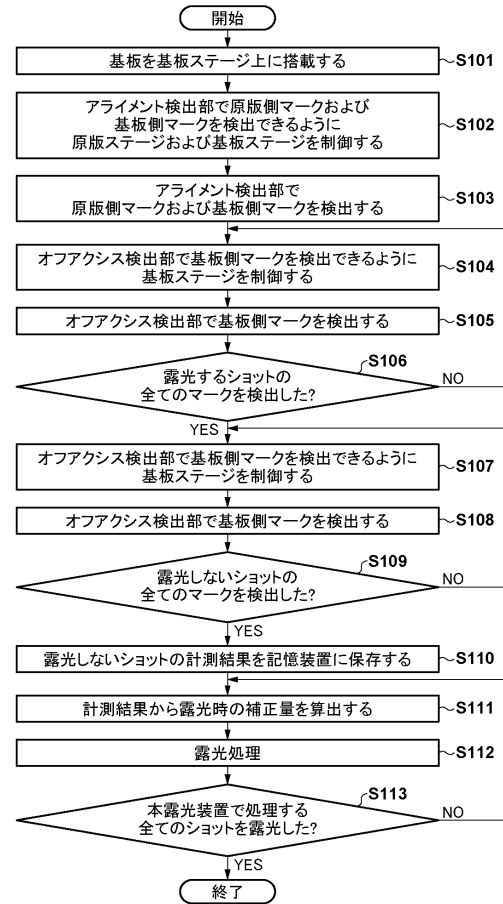 開始
基板を基板ステージ上に搭載する
S101
アライメント検出部で原版側マークおよび
基板側マークを検出できるように
原版ステージおよび基板ステージを制御する
S102
アライメント検出部で
原版側マークおよび基板側マークを検出する
S103
オフアクシス検出部で基板側マークを検出できるように
基板ステージを制御する
S104
オフアクシス検出部で基板側マークを検出する
S105
S106
露光するショットの
全てのマークを検出した?
NO
YES
オフアクシス検出部で基板側マークを検出できるように
基板ステージを制御する
S107
オフアクシス検出部で基板側マークを検出する
S108
S109
露光しないショットの
全てのマークを検出した?
NO
YES
露光しないショットの計測結果を記憶装置に保存する
S110
計測結果から露光時の補正量を算出する
S111
露光処理
S112
S113
本露光装置で処理する
全てのショットを露光した?
NO
YES
終了